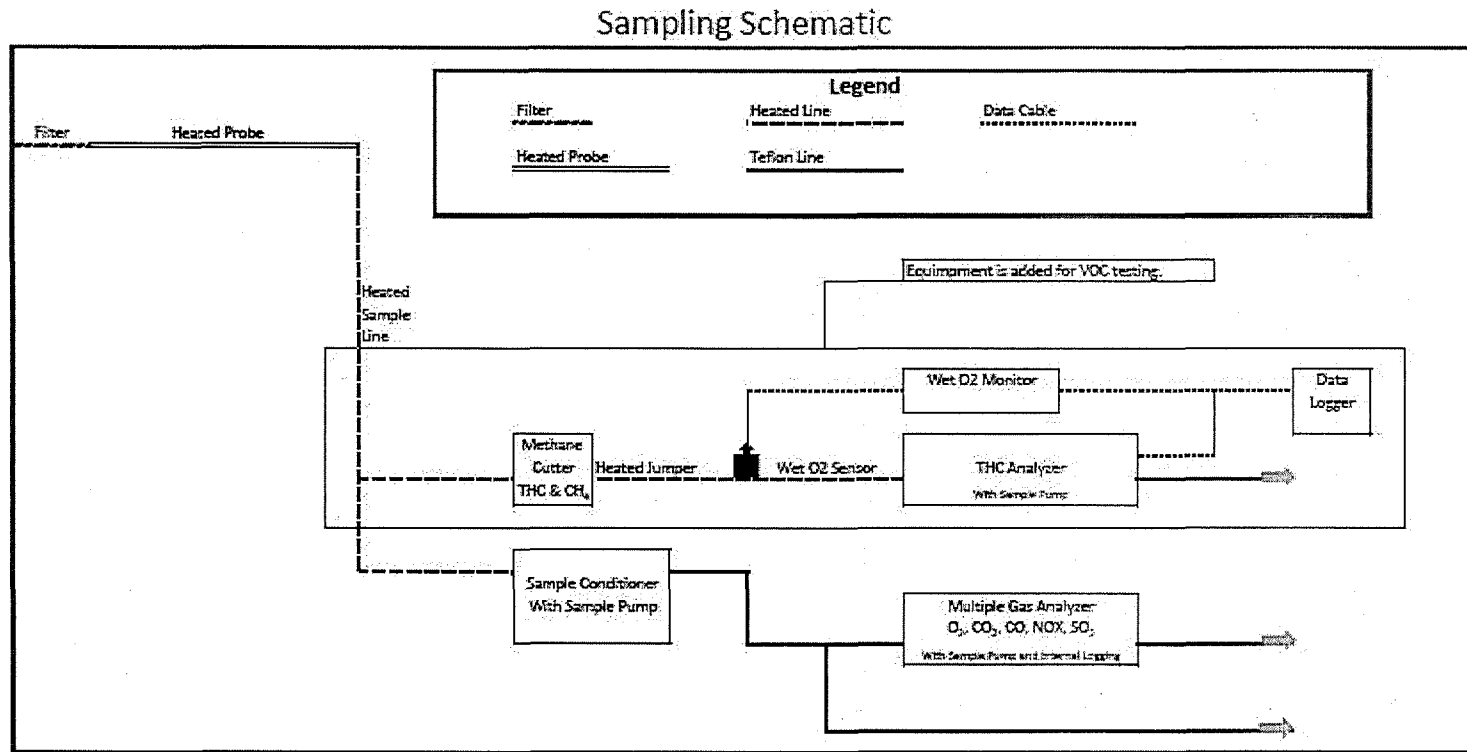 Sampling Schematic
Legend
Filter
Heated Line
Data Cable
Heated Probe
Teflon Line
Filter
Heated Probe
Equimpment is added for VOC testing.
Heated
Sample
Line
Wet O2 Monitor
Data
Logger
Methane
Cutter
THC & CH₄
Heated Jumper
Wet O2 Sensor
THC Analyzer
With Sample Pump
Sample Conditioner
With Sample Pump
Multiple Gas Analyzer
O₂, CO₂, CO, NOX, SO₂
With Sample Pump and Internal Logging